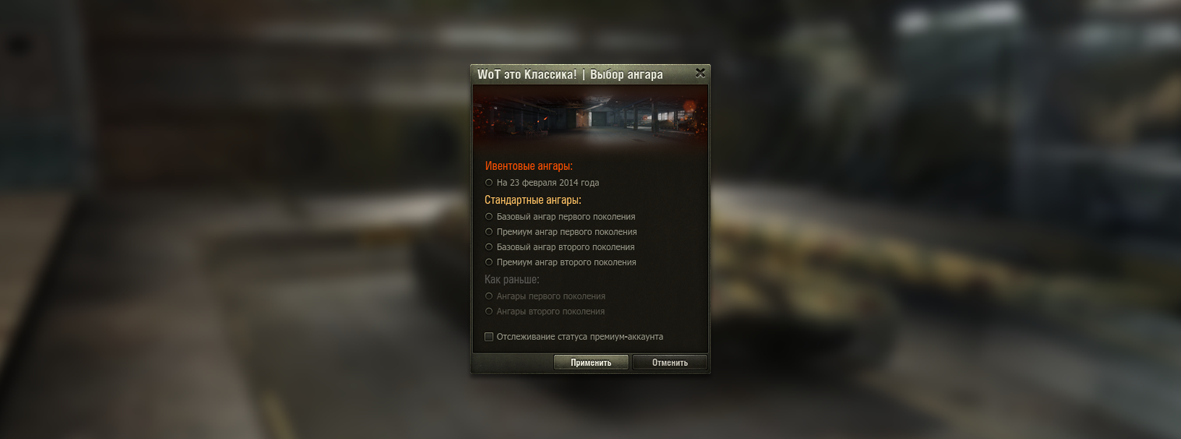 WoT это Классика! | Выбор ангара
Ивентовые ангары:
На 23 февраля 2014 года
Стандартные ангары:
Базовый ангар первого поколения
Премиум ангар первого поколения
Базовый ангар второго поколения
Премиум ангар второго поколения
Как раньше:
Ангары первого поколения
Ангары второго поколения
Отслеживание статуса премиум-аккаунта
Применить
Отменить